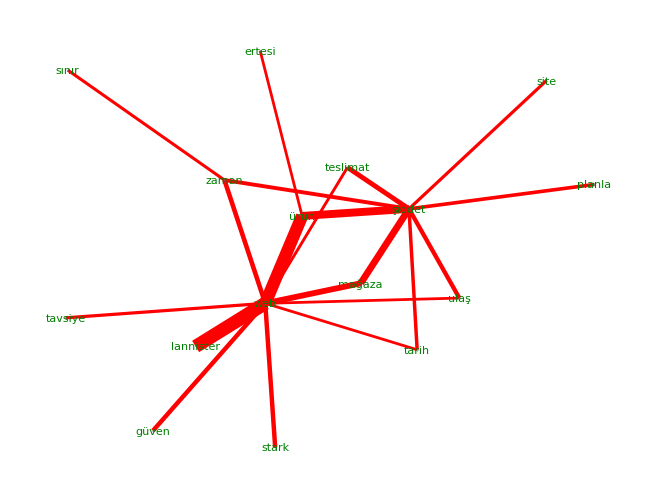 ertesi
sınır
site
teslimat
zaman
planla
mağaza
ulaş
tavsiye
lannister
tarih
güven
stark